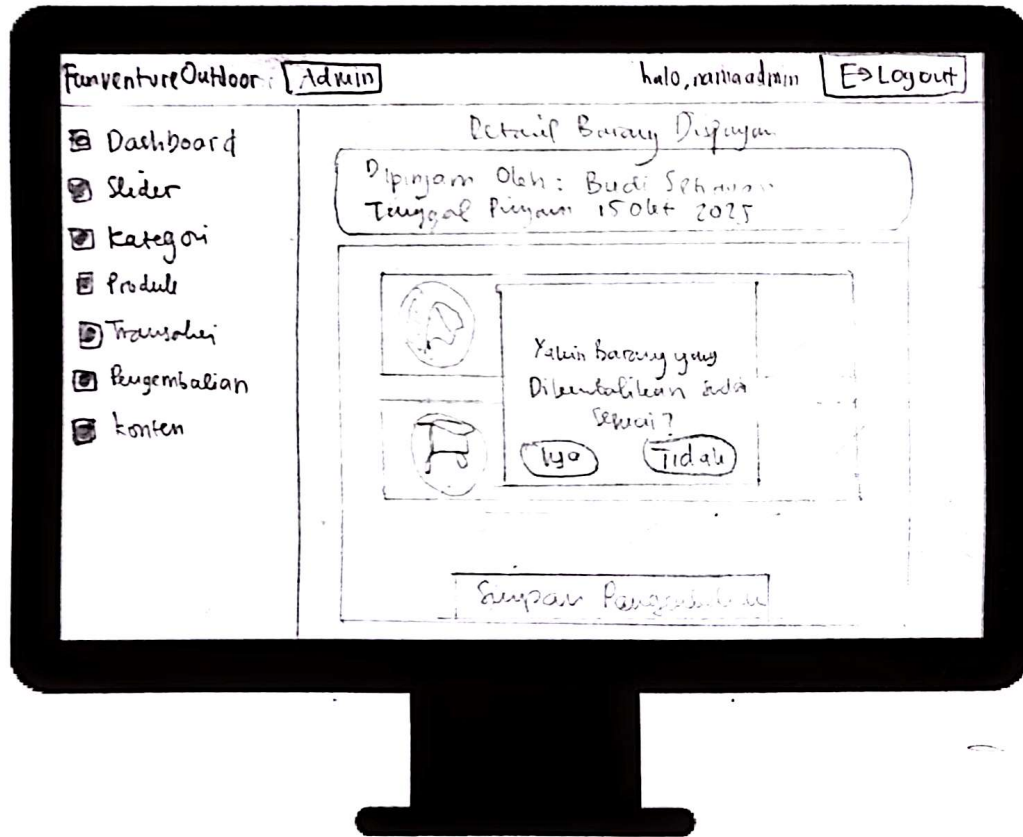 FunventureOutdoor Admin halo, namaadmin Logout
Dashboard
Slider
Kategori
Produk
Transaksi
Pengembalian
Konten
Detail Barang
Dipinjam Oleh: Budi
Tanggal Pinjam 15 Okt 2025
Yakin Barang yang
Dikembalikan sudah
Sesuai?
Iya Tidak
Simpan